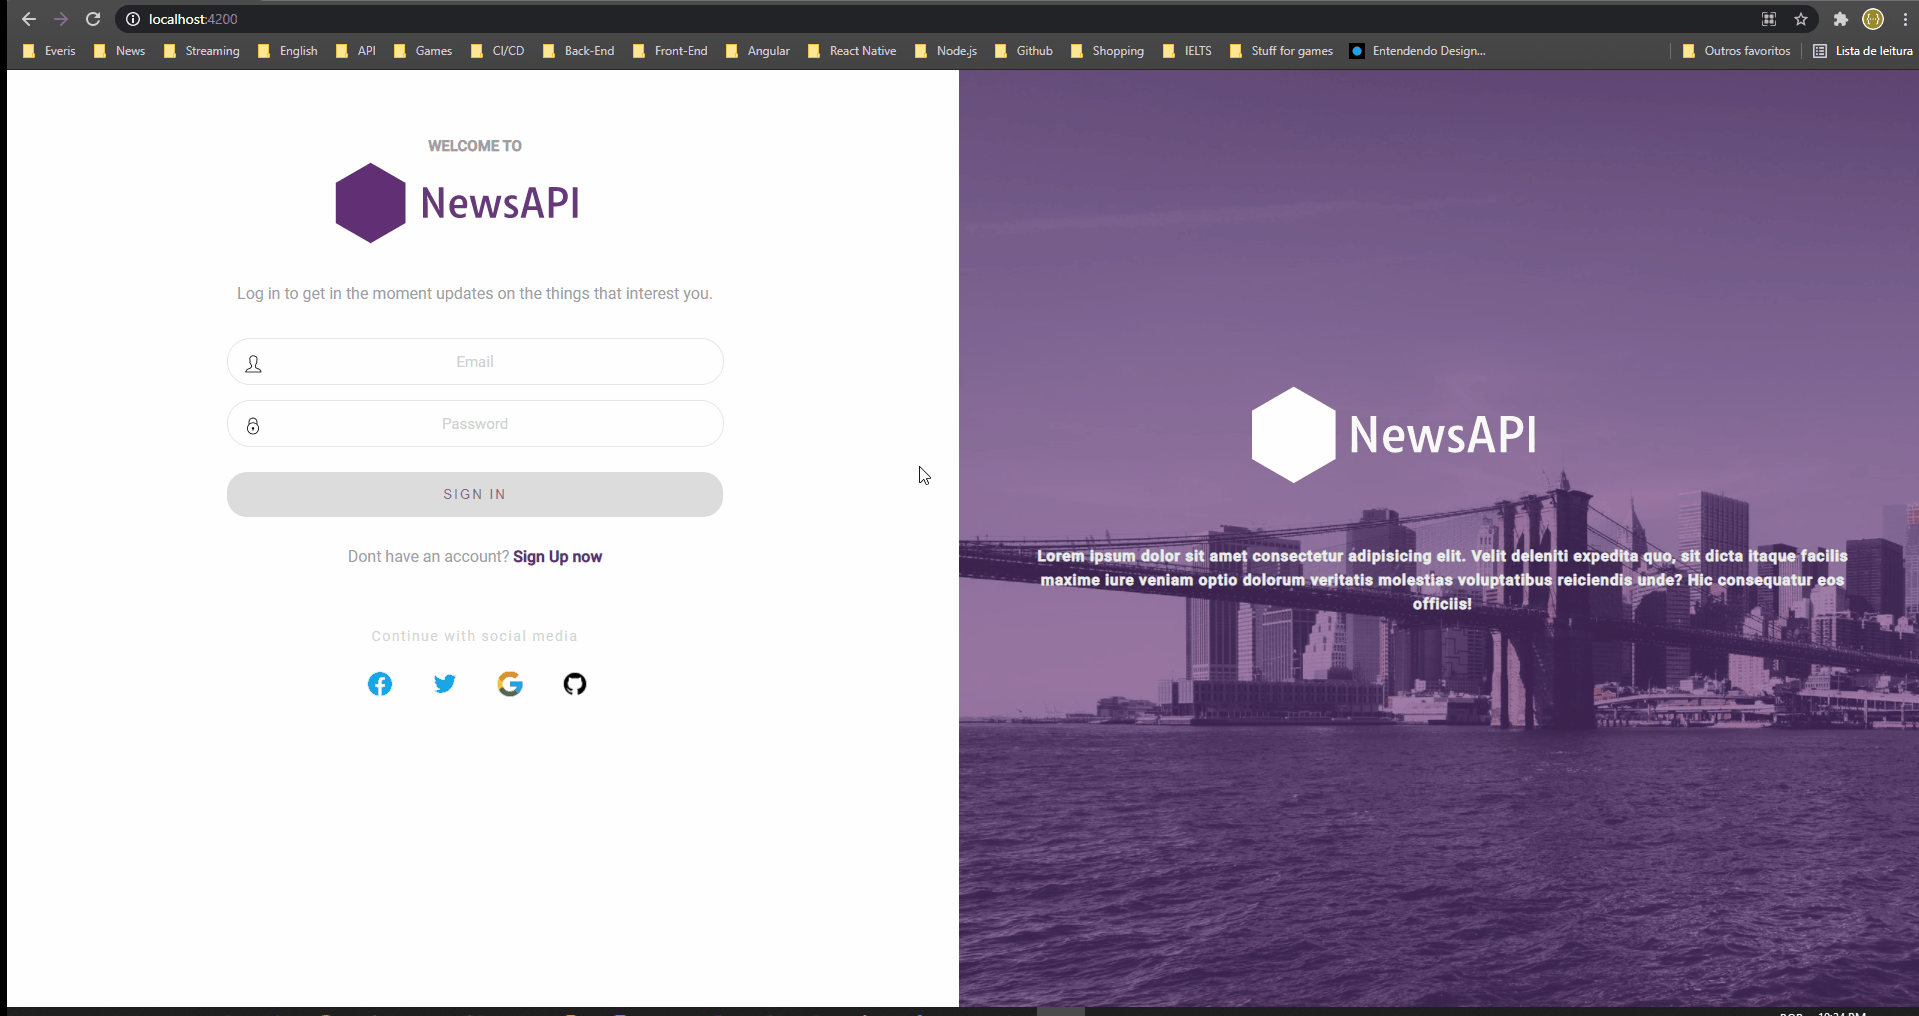 localhost:4200
Everis News Streaming English API Games CI/CD Back-End Front-End Angular React Native Node.js Github Shopping IELTS Stuff for games Entendendo Design... Outros favoritos Lista de leitura
WELCOME TO
NewsAPI
Log in to get in the moment updates on the things that interest you.
Email
Password
SIGN IN
Dont have an account? Sign Up now
Continue with social media
NewsAPI
Lorem ipsum dolor sit amet consectetur adipisicing elit. Velit deleniti expedita quo, sit dicta itaque facilis
maxime iure veniam optio dolorum veritatis molestias voluptatibus reiciendis unde? Hic consequatur eos
officiis!